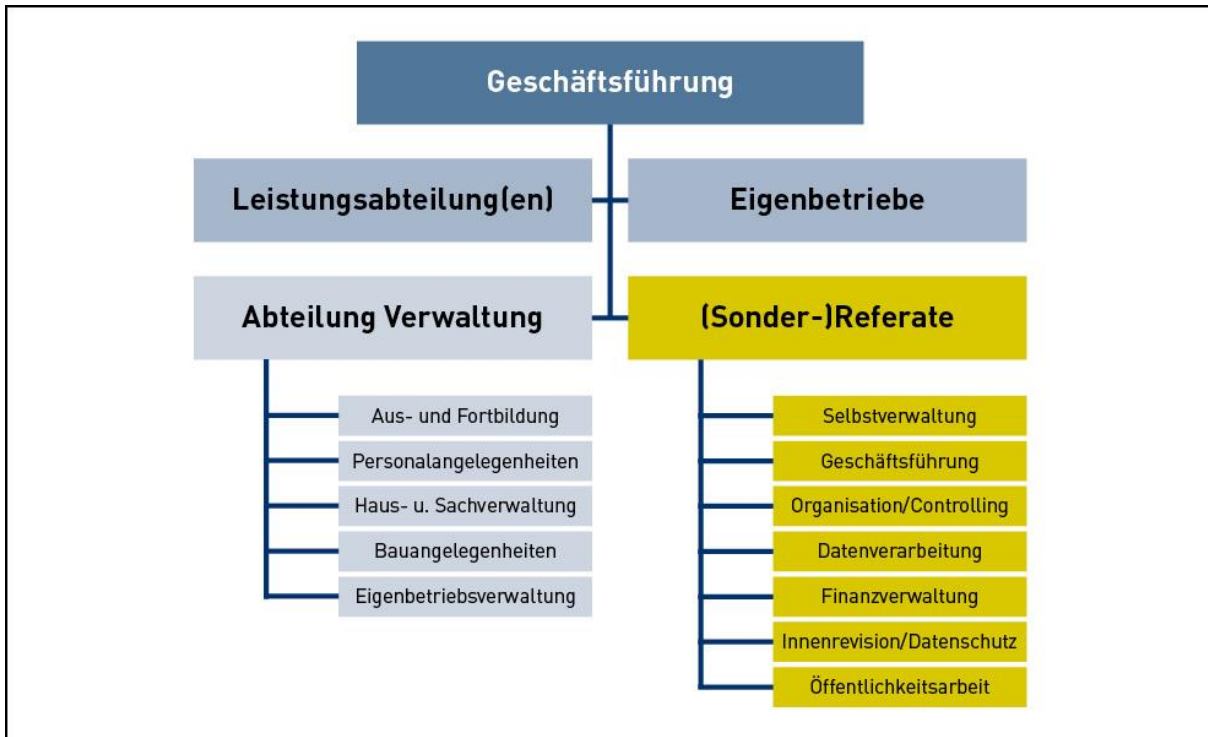 Geschäftsführung
Leistungsabteilung(en)
Eigenbetriebe
Abteilung Verwaltung
(Sonder-)Referate
Aus- und Fortbildung
Personalangelegenheiten
Haus- u. Sachverwaltung
Bauangelegenheiten
Eigenbetriebsverwaltung
Selbstverwaltung
Geschäftsführung
Organisation/Controlling
Datenverarbeitung
Finanzverwaltung
Innenrevision/Datenschutz
Öffentlichkeitsarbeit